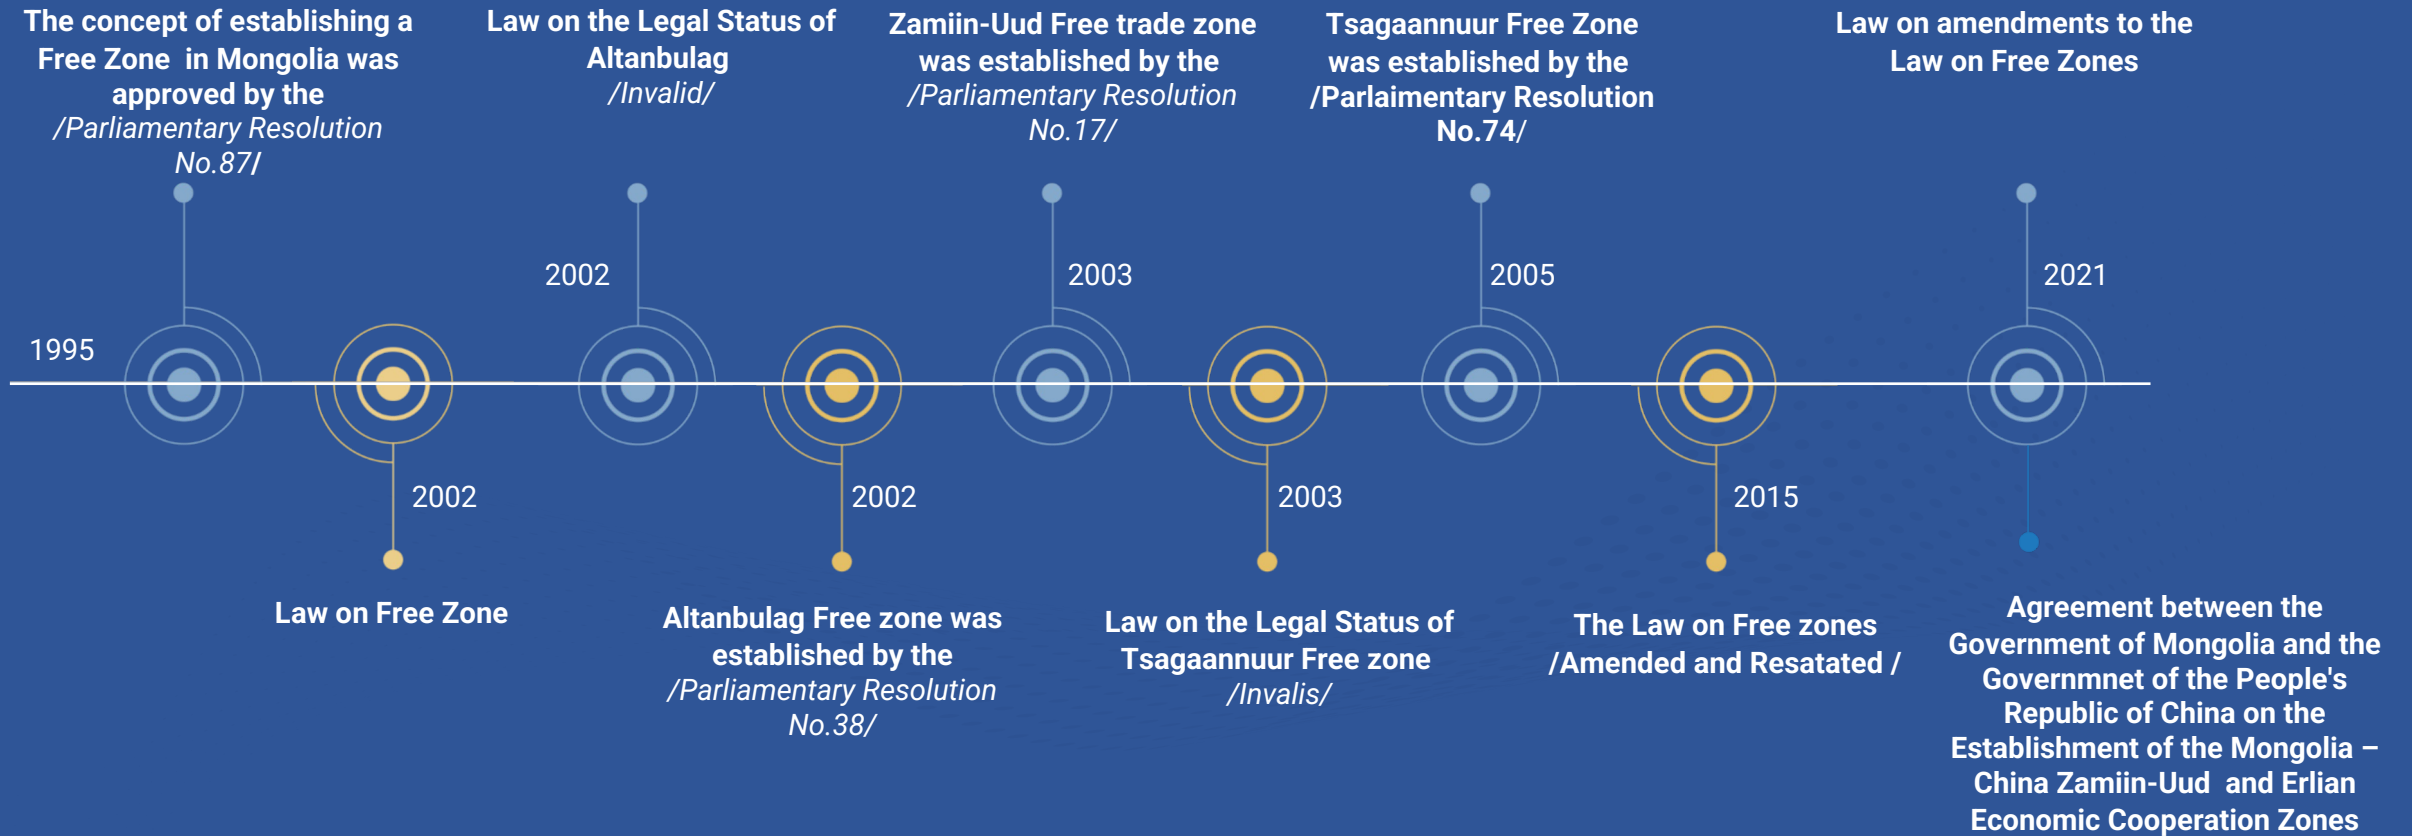 The concept of establishing a
Free Zone in Mongolia was
approved by the
/Parliamentary Resolution
No.87/
1995
Law on Free Zone
2002
Law on the Legal Status of
Altanbulag
/Invalid/
2002
Altanbulag Free zone was
established by the
/Parliamentary Resolution
No.38/
2002
Zamiin-Uud Free trade zone
was established by the
/Parliamentary Resolution
No.17/
2003
Law on the Legal Status of
Tsagaannuur Free zone
/Invalis/
2003
Tsagaannuur Free Zone
was established by the
/Parlaimentary Resolution
No.74/
2005
The Law on Free zones
/Amended and Resatated /
2015
Law on amendments to the
Law on Free Zones
2021
Agreement between the
Government of Mongolia and the
Governmnet of the People's
Republic of China on the
Establishment of the Mongolia –
China Zamiin-Uud and Erlian
Economic Cooperation Zones